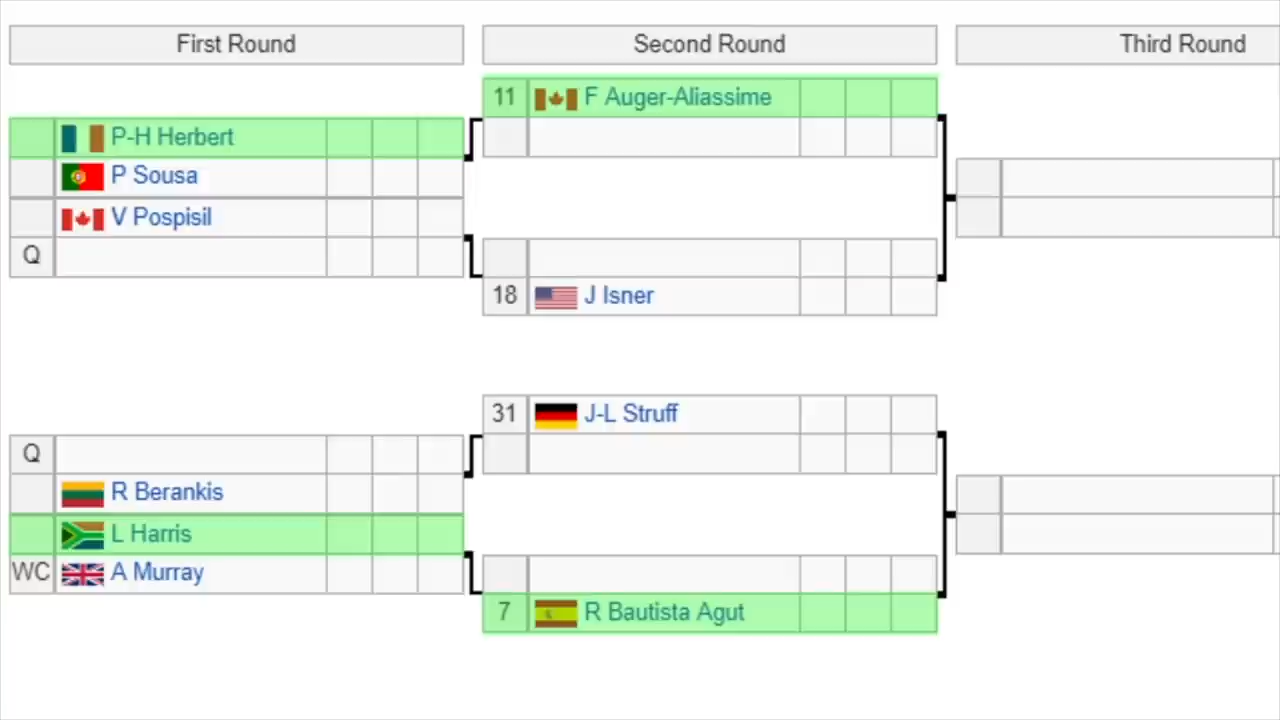 First Round
Second Round
Third Round
11 F Auger-Aliassime
P-H Herbert
P Sousa
V Pospisil
Q
18 J Isner
31 J-L Struff
Q
R Berankis
L Harris
WC A Murray
7 R Bautista Agut